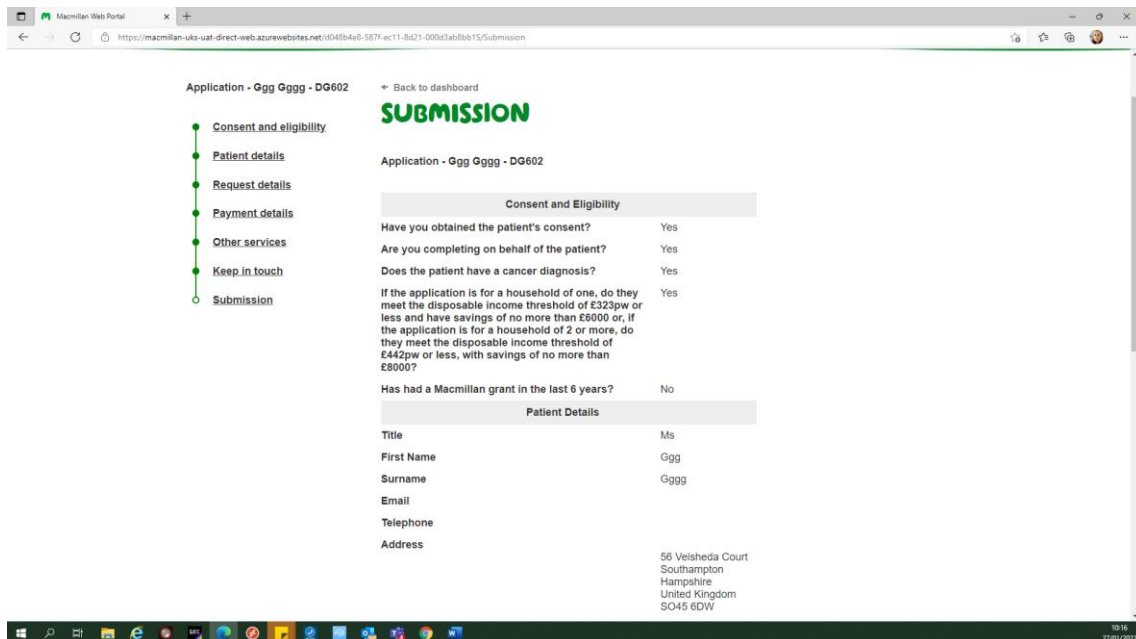 Macmillan Web Portal
https://macmillan-uks-uat-direct-web.azurewebsites.net/d048b4e8-587f-ec11-8d21-000d3ab8bb15/Submission
Application - Ggg Gggg - DG602
Consent and eligibility
Patient details
Request details
Payment details
Other services
Keep in touch
Submission
Back to dashboard
SUBMISSION
Application - Ggg Gggg - DG602
Consent and Eligibility
Have you obtained the patient's consent? Yes
Are you completing on behalf of the patient? Yes
Does the patient have a cancer diagnosis? Yes
If the application is for a household of one, do they Yes
meet the disposable income threshold of £323pw or
less and have savings of no more than £6000 or, if
the application is for a household of 2 or more, do
they meet the disposable income threshold of
£442pw or less, with savings of no more than
£8000?
Has had a Macmillan grant in the last 6 years? No
Patient Details
Title Ms
First Name Ggg
Surname Gggg
Email
Telephone
Address
56 Velsheda Court
Southampton
Hampshire
United Kingdom
SO45 6DW
10:16